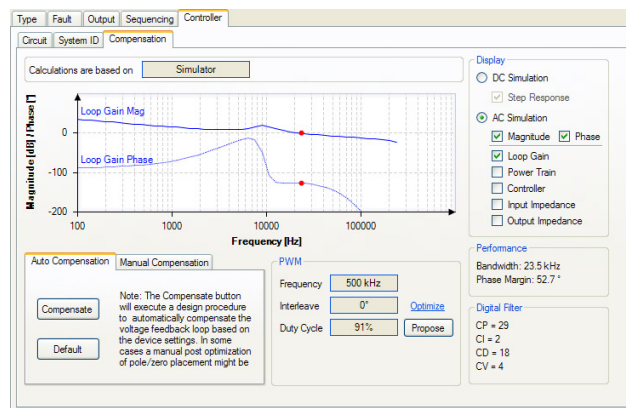 Type Fault Output Sequencing Controller
Circuit System ID Compensation
Calculations are based on Simulator
Magnitude [dB] / Phase [°]
Loop Gain Mag
Loop Gain Phase
0
-100
-200
100 1000 10000 100000
Frequency [Hz]
Auto Compensation Manual Compensation
Compensate
Default
Note: The Compensate button
will execute a design procedure
to automatically compensate the
voltage feedback loop based on
the device settings. In some
cases a manual post optimization
of pole/zero placement might be
PWM
Frequency 500 kHz
Interleave 0° Optimize
Duty Cycle 91% Propose
Display
DC Simulation
Step Response
AC Simulation
Magnitude Phase
Loop Gain
Power Train
Controller
Input Impedance
Output Impedance
Performance
Bandwidth: 23.5 kHz
Phase Margin: 52.7 °
Digital Filter
CP = 29
CI = 2
CD = 18
CV = 4